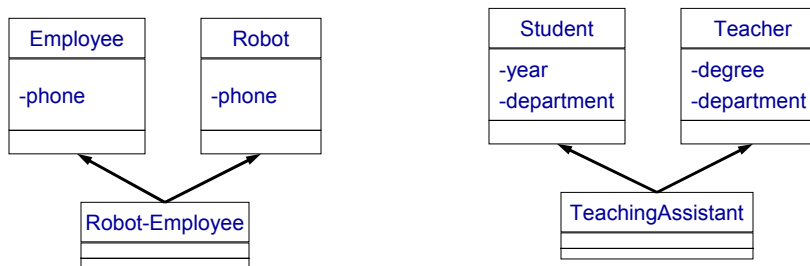 Employee
-phone
Robot
-phone
Robot-Employee
Student
-year
-department
Teacher
-degree
-department
TeachingAssistant